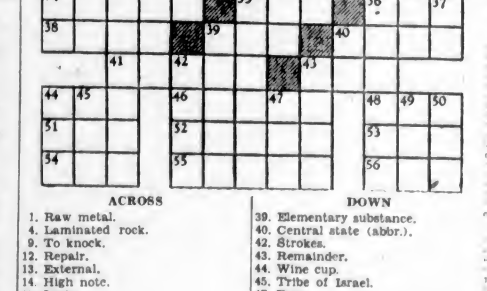 36 37
38 39 40
41 42 43
44 45 46 47 48 49 50
51 52 53
54 55 56
ACROSS
1. Raw metal.
4. Laminated rock.
9. To knock.
12. Repair.
13. External.
14. High note.
DOWN
39. Elementary substance.
40. Central state (abbr.).
42. Strokes.
43. Remainder.
44. Wine cup.
45. Tribe of Israel.